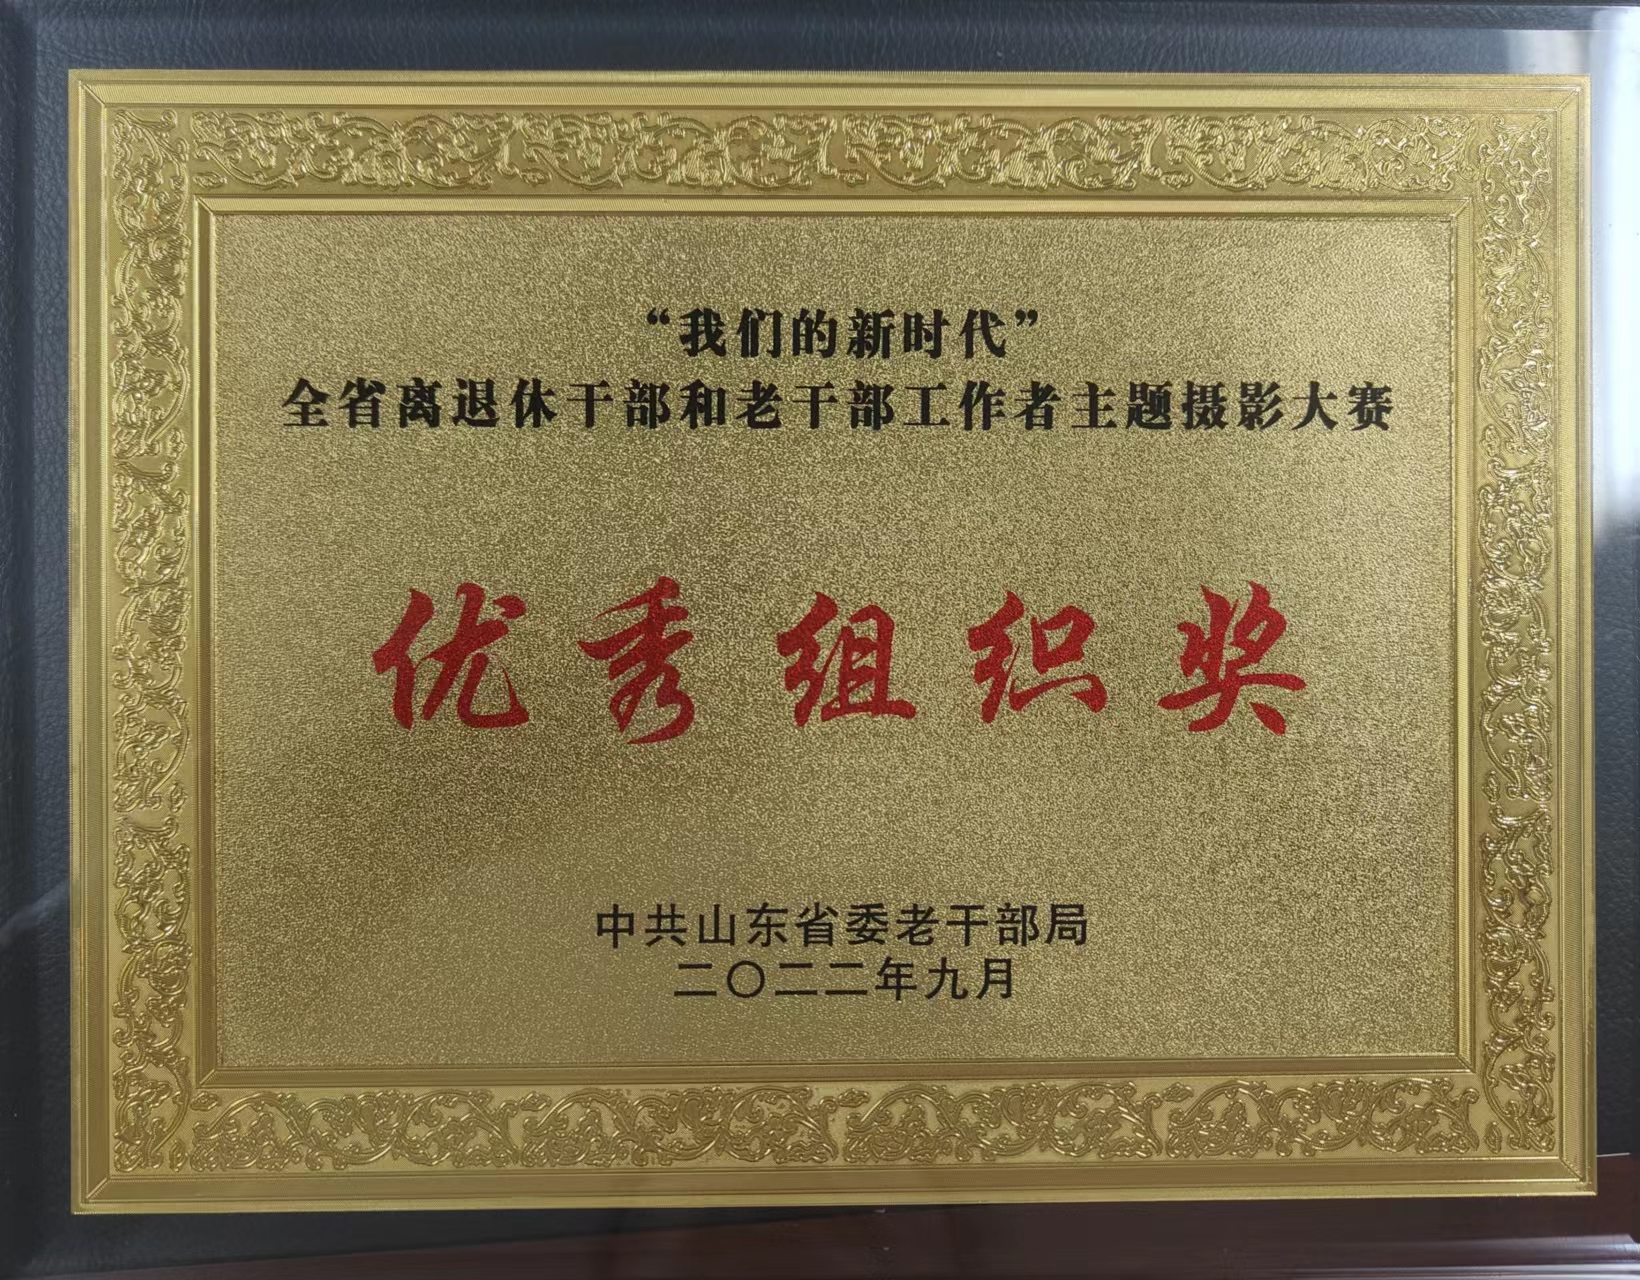 “我们的新时代”
全省离退休干部和老干部工作者主题摄影大赛
优秀组织奖
中共山东省委老干部局
二〇二二年九月